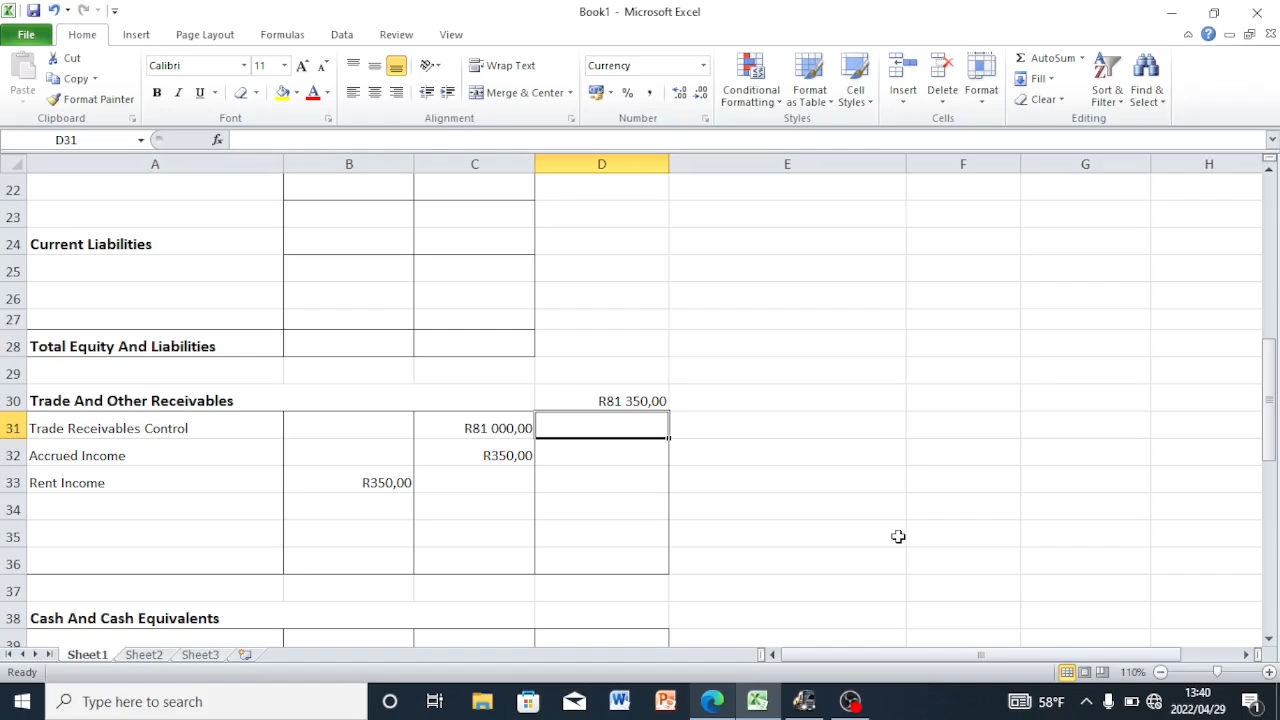 Book1 - Microsoft Excel
File Home Insert Page Layout Formulas Data Review View
Paste
Cut
Copy
Format Painter
Clipboard
Calibri 11
B I U
Font
Wrap Text
Merge & Center
Alignment
Currency
%
Number
Conditional Formatting
Format as Table
Cell Styles
Styles
Insert Delete Format
Cells
AutoSum
Fill
Clear
Sort & Filter
Find & Select
Editing
D31 fx
A B C D E F G H
22
23
24 Current Liabilities
25
26
27
28 Total Equity And Liabilities
29
30 Trade And Other Receivables R81 350,00
31 Trade Receivables Control R81 000,00
32 Accrued Income R350,00
33 Rent Income R350,00
34
35
36
37
38 Cash And Cash Equivalents
39
Sheet1 Sheet2 Sheet3
Ready 110%
Type here to search
58°F
13:40
2022/04/29
1